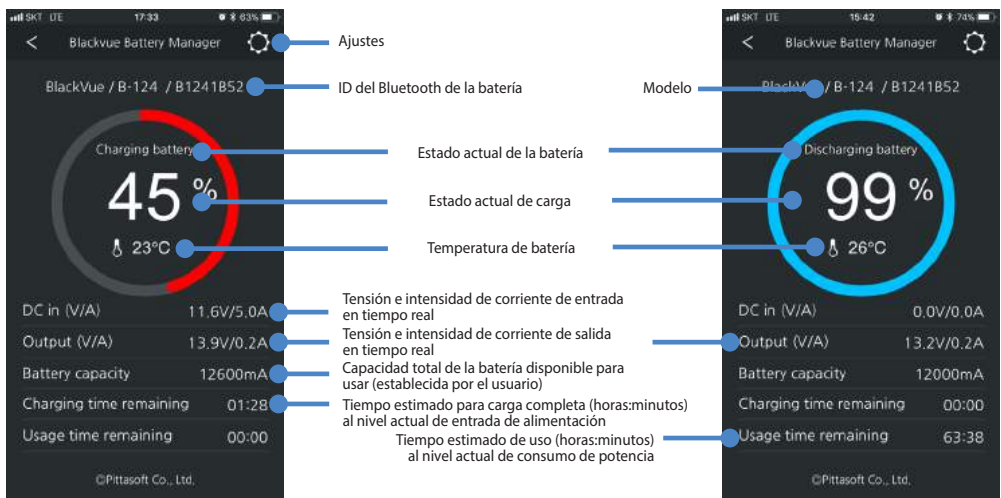 SKT LTE 17:33 63%
Blackvue Battery Manager
BlackVue / B-124 / B1241B52
Charging battery
45 %
23°C
DC in (V/A) 11.6V/5.0A
Output (V/A) 13.9V/0.2A
Battery capacity 12600mA
Charging time remaining 01:28
Usage time remaining 00:00
©Pittasoft Co., Ltd.
Ajustes
ID del Bluetooth de la batería
Modelo
Estado actual de la batería
Estado actual de carga
Temperatura de batería
Tensión e intensidad de corriente de entrada
en tiempo real
Tensión e intensidad de corriente de salida
en tiempo real
Capacidad total de la batería disponible para
usar (establecida por el usuario)
Tiempo estimado para carga completa (horas:minutos)
al nivel actual de entrada de alimentación
Tiempo estimado de uso (horas:minutos)
al nivel actual de consumo de potencia
SKT LTE 15:42 74%
Blackvue Battery Manager
BlackVue / B-124 / B1241B52
Discharging battery
99 %
26°C
DC in (V/A) 0.0V/0.0A
Output (V/A) 13.2V/0.2A
Battery capacity 12000mA
Charging time remaining 00:00
Usage time remaining 63:38
©Pittasoft Co., Ltd.